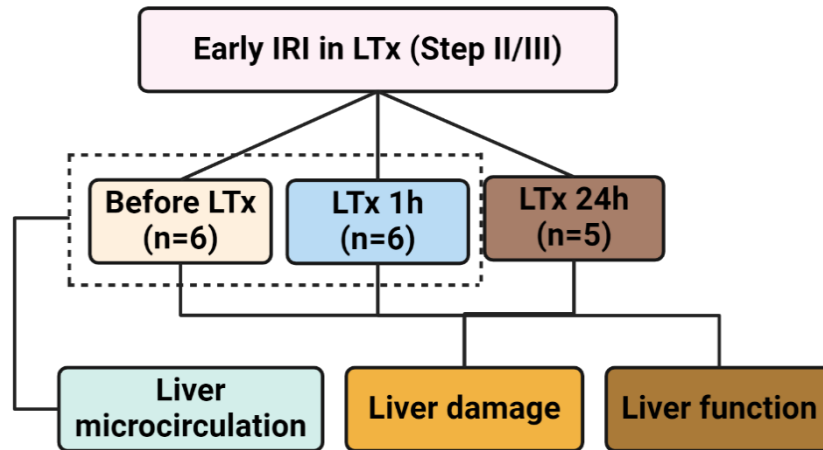 Early IRI in LTx (Step II/III)
Before LTx
(n=6)
LTx 1h
(n=6)
LTx 24h
(n=5)
Liver
microcirculation
Liver damage
Liver function